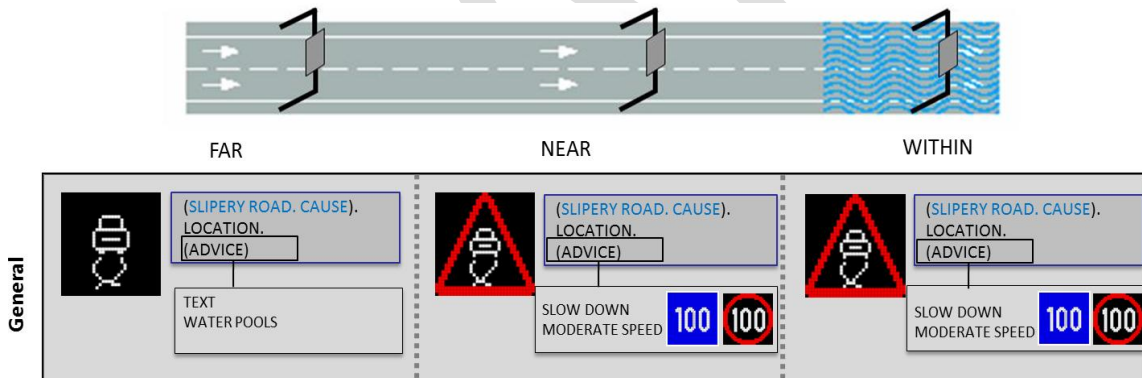 FAR
NEAR
WITHIN
General
(SLIPERY ROAD. CAUSE).
LOCATION.
(ADVICE)
TEXT
WATER POOLS
(SLIPERY ROAD. CAUSE).
LOCATION.
(ADVICE)
SLOW DOWN
MODERATE SPEED
100
100
(SLIPERY ROAD. CAUSE).
LOCATION.
(ADVICE)
SLOW DOWN
MODERATE SPEED
100
100